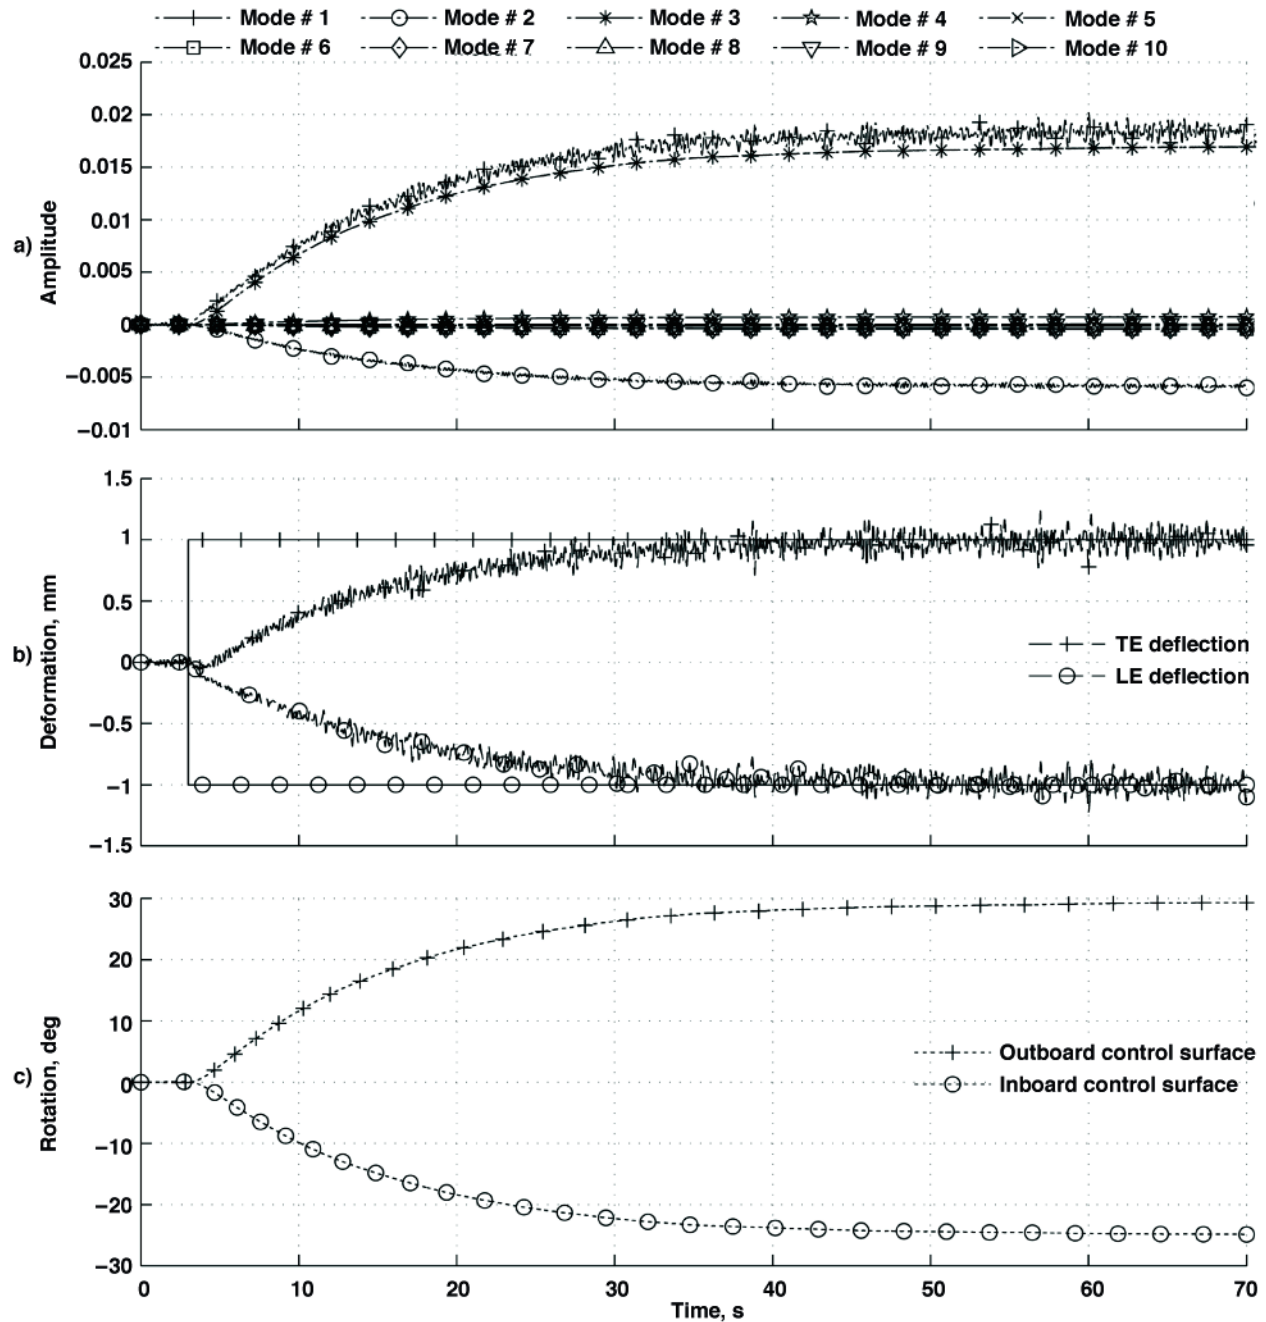 Mode # 1 Mode # 2 Mode # 3 Mode # 4 Mode # 5
Mode # 6 Mode # 7 Mode # 8 Mode # 9 Mode # 10
0.025
0.02
0.015
0.01
0.005
0
−0.005
−0.01
a)
Amplitude
1.5
1
0.5
0
−0.5
−1
−1.5
b)
Deformation, mm
TE deflection
LE deflection
30
20
10
0
−10
−20
−30
c)
Rotation, deg
Outboard control surface
Inboard control surface
0 10 20 30 40 50 60 70
Time, s